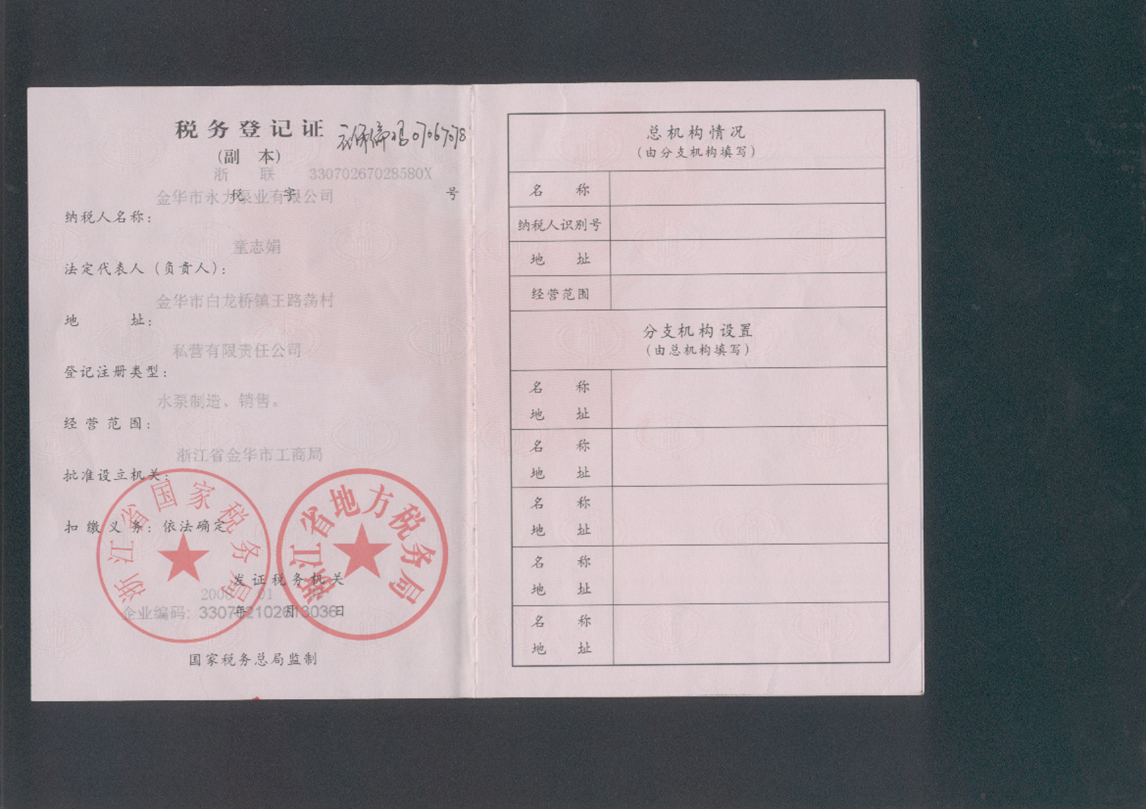 税务登记证
(副 本)
07067078
浙 联 33070267028580X
税 字 号
金华市永力泵业有限公司
纳税人名称：
童志娟
法定代表人（负责人）：
金华市白龙桥镇王路荡村
地 址：
私营有限责任公司
登记注册类型：
水泵制造、销售。
经营范围：
浙江省金华市工商局
批准设立机关：
扣缴义务：依法确定
浙江省国家税务局
浙江省地方税务局
发证税务机关
年 月 日
企业编码：
国家税务总局监制
总机构情况
(由分支机构填写)
名 称
纳税人识别号
地 址
经营范围
分支机构设置
(由总机构填写)
名 称
地 址
名 称
地 址
名 称
地 址
名 称
地 址
名 称
地 址